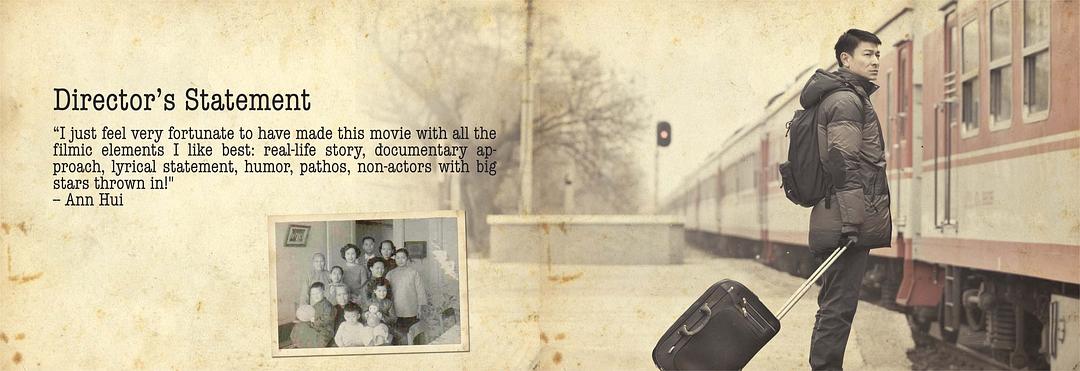 Director's Statement
"I just feel very fortunate to have made this movie with all the
filmic elements I like best: real-life story, documentary ap-
proach, lyrical statement, humor, pathos, non-actors with big
stars thrown in!"
– Ann Hui